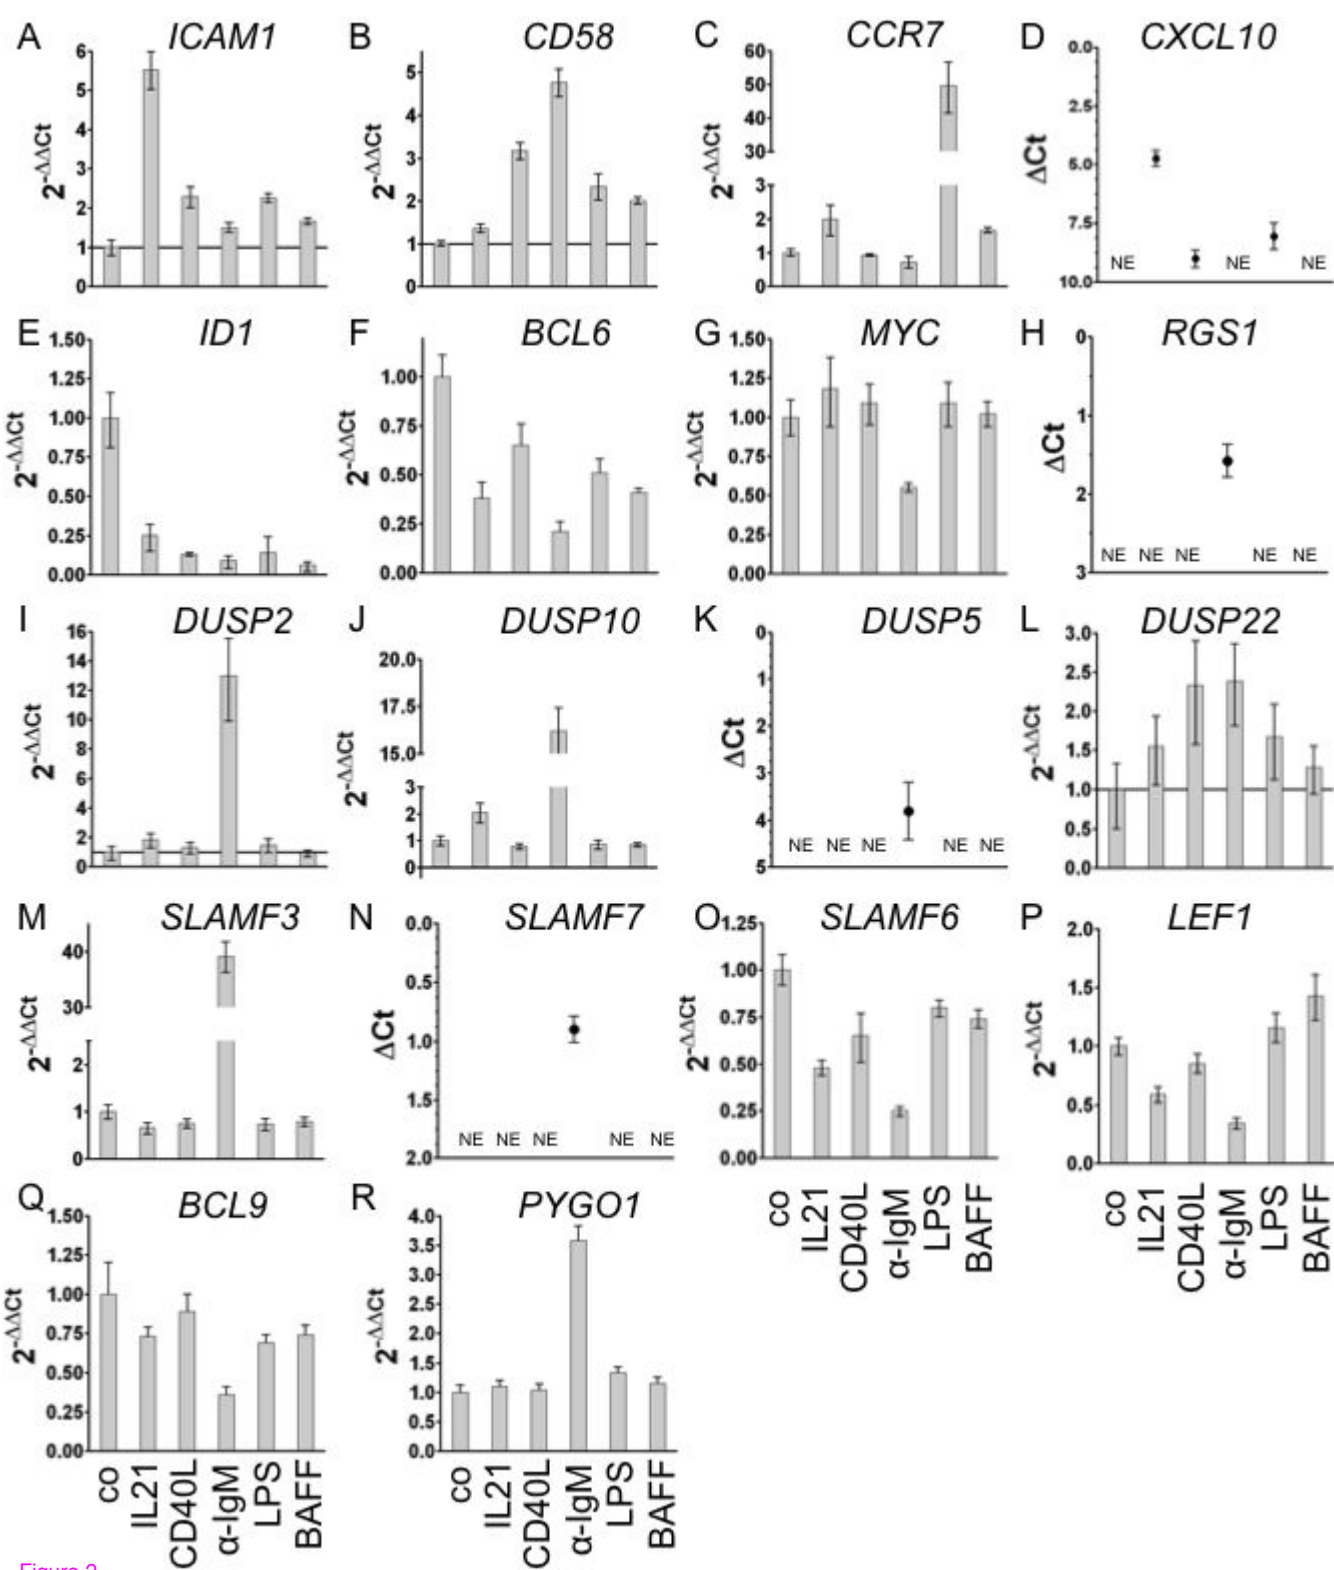 A ICAM1 B CD58 C CCR7 D CXCL10
2-ΔΔCt 6 5 4 3 2 1 0
2-ΔΔCt 5 4 3 2 1 0
2-ΔΔCt 60 50 40 30 3 2 1 0
ΔCt 0.0 2.5 5.0 7.5 10.0 NE NE NE
E ID1 F BCL6 G MYC H RGS1
2-ΔΔCt 1.50 1.25 1.00 0.75 0.50 0.25 0.00
2-ΔΔCt 1.00 0.75 0.50 0.25 0.00
2-ΔΔCt 1.50 1.25 1.00 0.75 0.50 0.25 0.00
ΔCt 0 1 2 3 NE NE NE NE NE
I DUSP2 J DUSP10 K DUSP5 L DUSP22
2-ΔΔCt 16 14 12 10 8 6 4 2 0
2-ΔΔCt 20.0 17.5 15.0 3 2 1 0
ΔCt 0 1 2 3 4 5 NE NE NE NE NE
2-ΔΔCt 3.0 2.5 2.0 1.5 1.0 0.5 0.0
M SLAMF3 N SLAMF7 O SLAMF6 P LEF1
2-ΔΔCt 40 30 2 1 0
ΔCt 0.0 0.5 1.0 1.5 2.0 NE NE NE NE NE
2-ΔΔCt 1.25 1.00 0.75 0.50 0.25 0.00
2-ΔΔCt 2.0 1.5 1.0 0.5 0.0
co IL21 CD40L α-IgM LPS BAFF
co IL21 CD40L α-IgM LPS BAFF
Q BCL9 R PYGO1
2-ΔΔCt 1.50 1.25 1.00 0.75 0.50 0.25 0.00
2-ΔΔCt 4.0 3.5 3.0 2.5 2.0 1.5 1.0 0.5 0.0
co IL21 CD40L α-IgM LPS BAFF
co IL21 CD40L α-IgM LPS BAFF